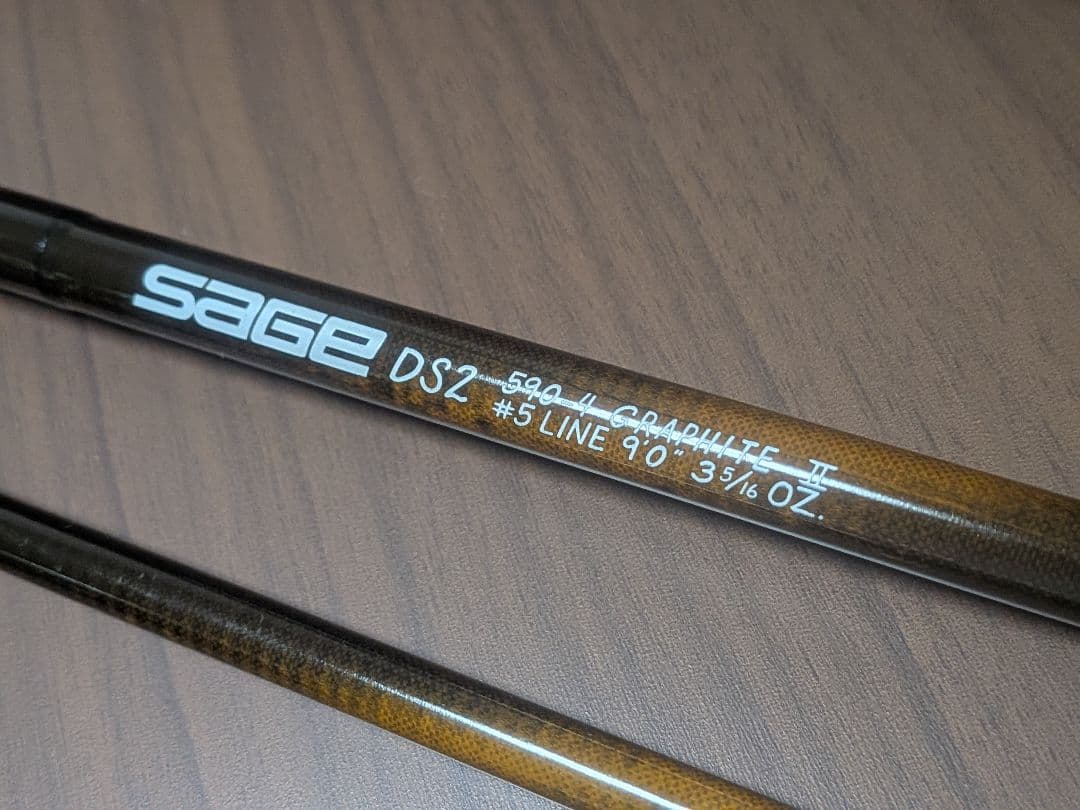 sage DS2 590-4 GRAPHITE II
#5 LINE 9'0" 3 5/16 OZ.